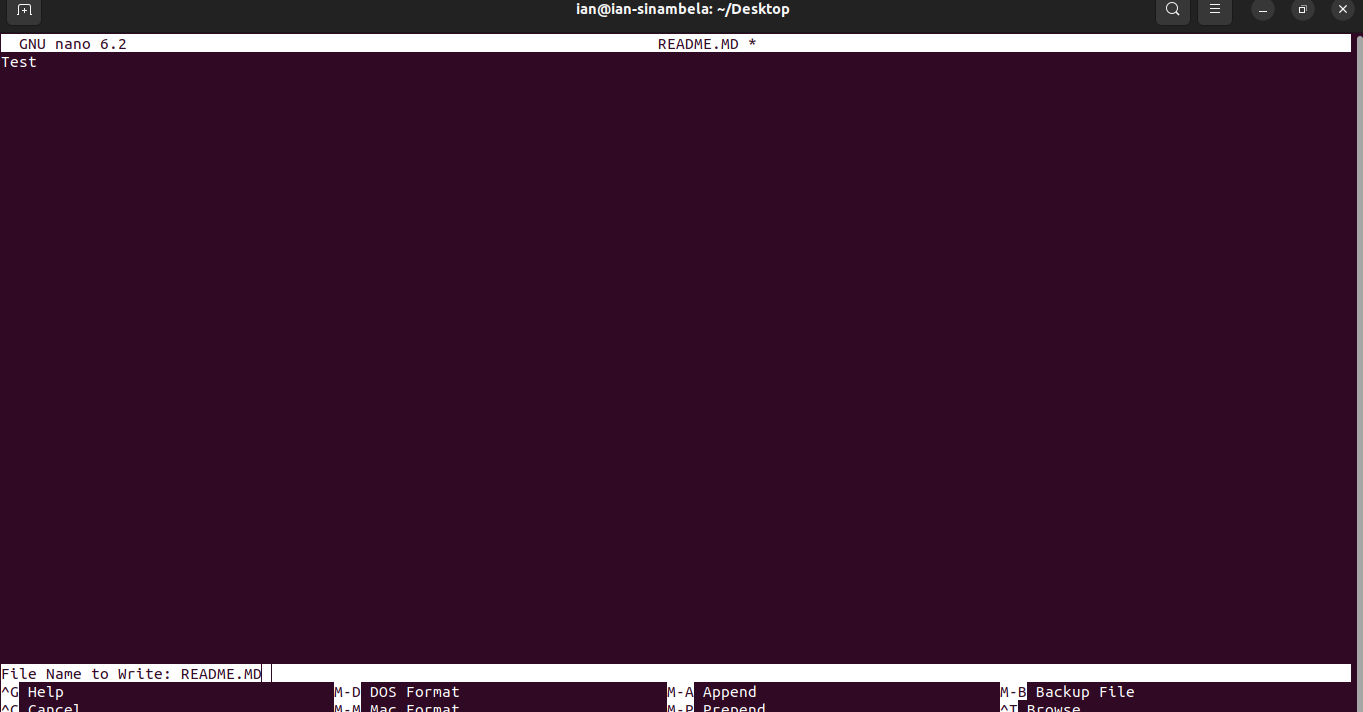 ian@ian-sinambela: ~/Desktop
GNU nano 6.2 README.MD *
Test
File Name to Write: README.MD
^G Help M-D DOS Format M-A Append M-B Backup File
^C Cancel M-M Mac Format M-P Prepend ^T Browse